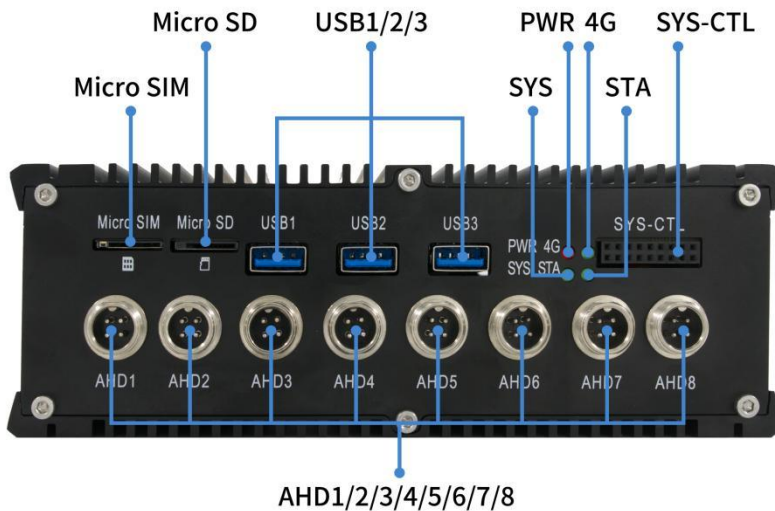 Micro SD USB1/2/3 PWR 4G SYS-CTL
Micro SIM SYS STA
Micro SIM Micro SD USB1 USB2 USB3 SYS-CTL
PWR 4G
SYS STA
AHD1 AHD2 AHD3 AHD4 AHD5 AHD6 AHD7 AHD8
AHD1/2/3/4/5/6/7/8